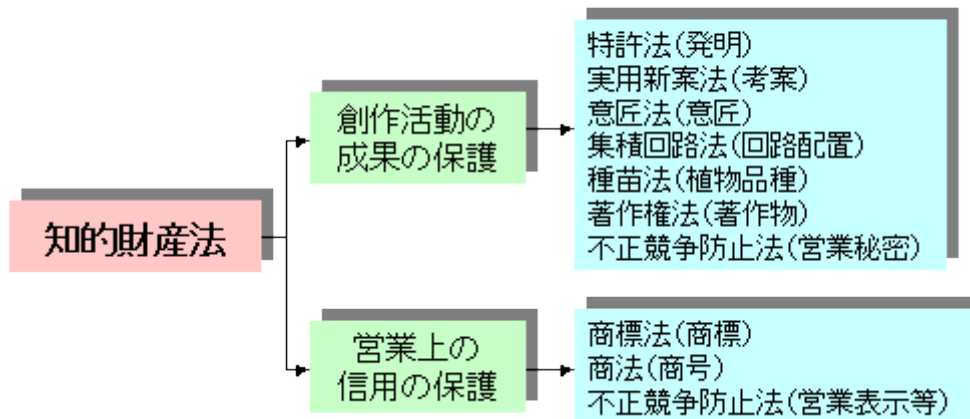 知的財産法
創作活動の
成果の保護
特許法(発明)
実用新案法(考案)
意匠法(意匠)
集積回路法(回路配置)
種苗法(植物品種)
著作権法(著作物)
不正競争防止法(営業秘密)
営業上の
信用の保護
商標法(商標)
商法(商号)
不正競争防止法(営業表示等)